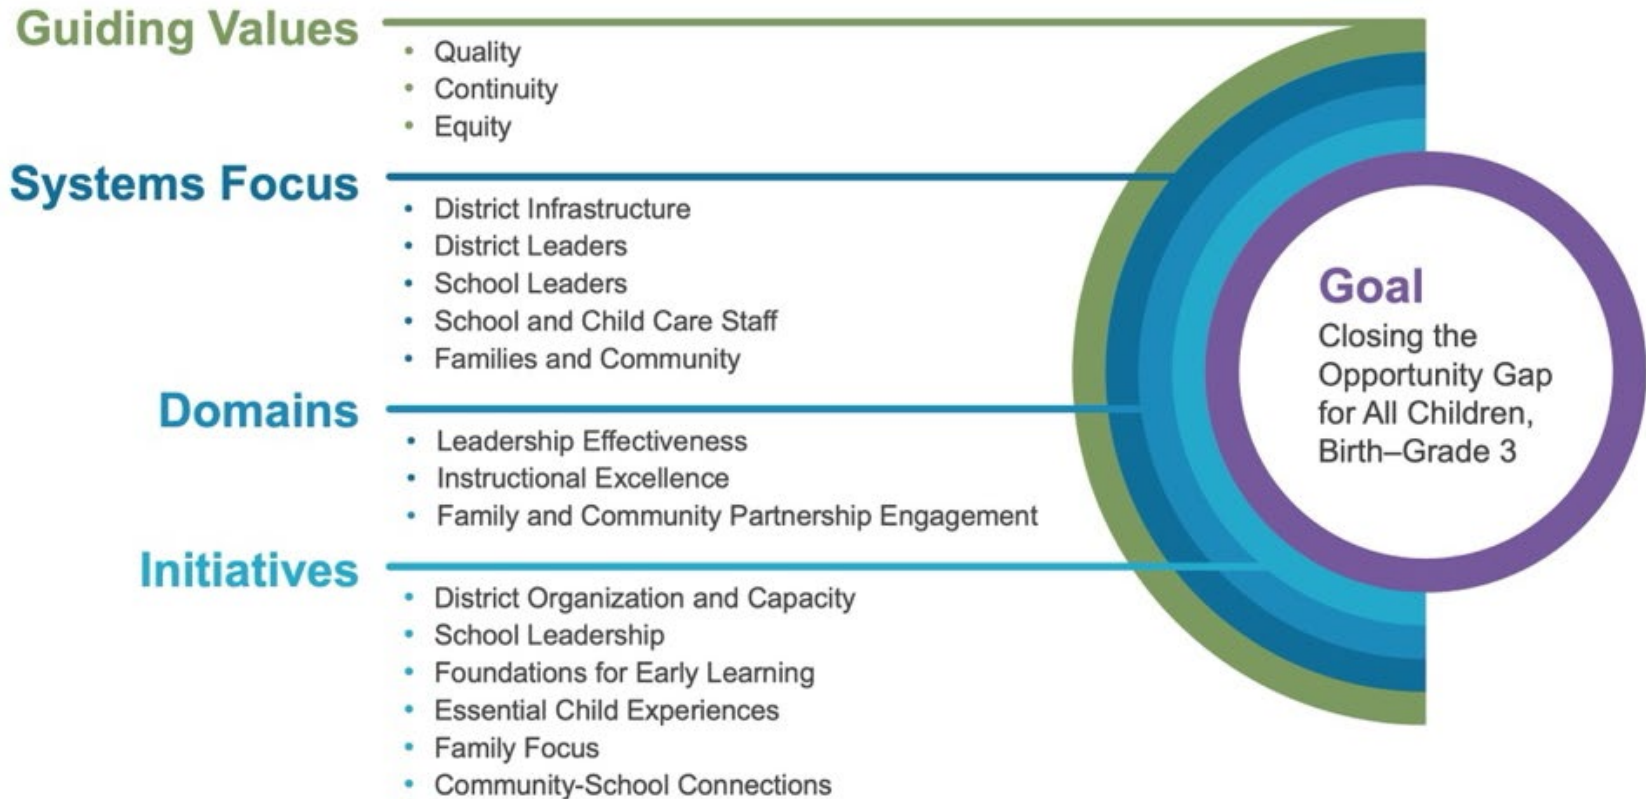 Guiding Values
• Quality
• Continuity
• Equity
Systems Focus
• District Infrastructure
• District Leaders
• School Leaders
• School and Child Care Staff
• Families and Community
Domains
• Leadership Effectiveness
• Instructional Excellence
• Family and Community Partnership Engagement
Initiatives
• District Organization and Capacity
• School Leadership
• Foundations for Early Learning
• Essential Child Experiences
• Family Focus
• Community-School Connections
Goal
Closing the
Opportunity Gap
for All Children,
Birth–Grade 3